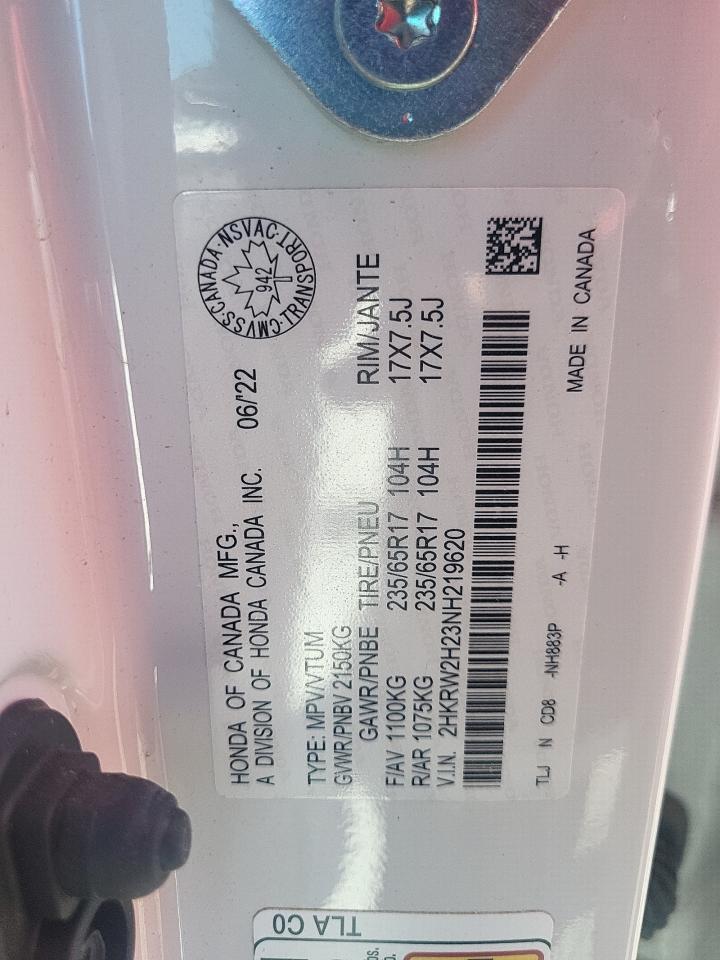 HONDA OF CANADA MFG.,
A DIVISION OF HONDA CANADA INC. 06/'22
CMVSS·CANADA·NSVAC·TRANSPORT
942
TYPE: MPV/VTUM
GVWR/PNBV 2150KG
GAWR/PNBE TIRE/PNEU RIM/JANTE
F/AV 1100KG 235/65R17 104H 17X7.5J
R/AR 1075KG 235/65R17 104H 17X7.5J
V.I.N. 2HKRW2H23NH219620
TLJ N CD8 -NH883P -A -H
MADE IN CANADA
TLA C0